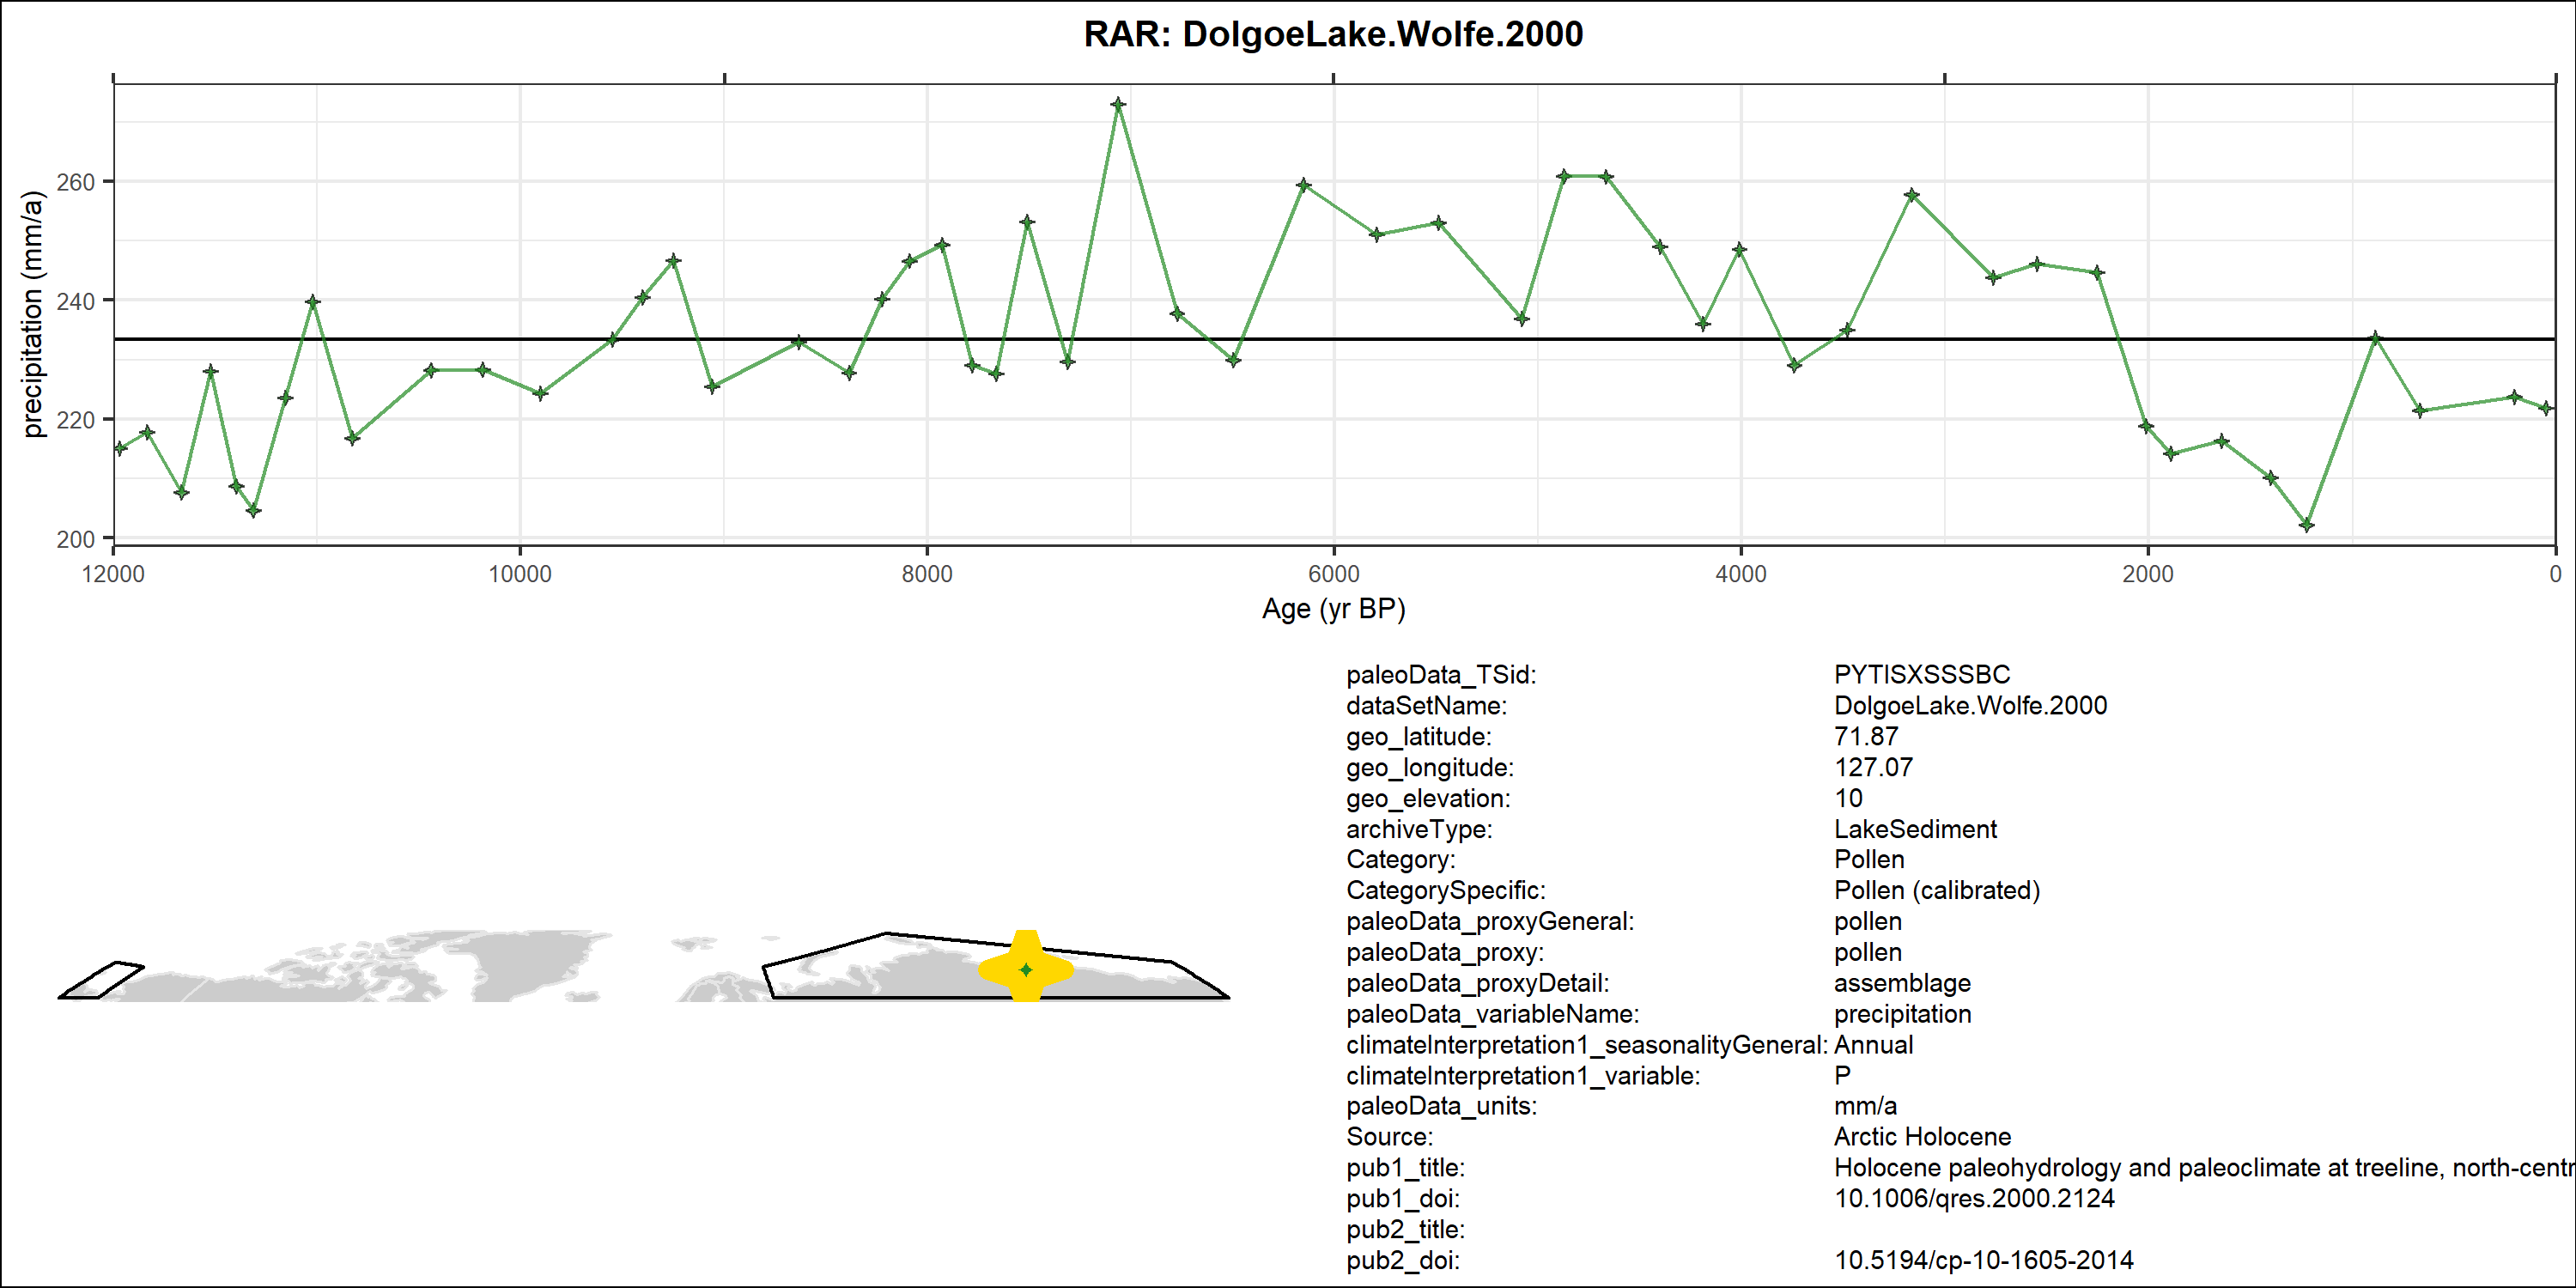 RAR: DolgoeLake.Wolfe.2000
precipitation (mm/a)
260
240
220
200
12000 10000 8000 6000 4000 2000 0
Age (yr BP)
paleoData_TSid: PYTISXSSSBC
dataSetName: DolgoeLake.Wolfe.2000
geo_latitude: 71.87
geo_longitude: 127.07
geo_elevation: 10
archiveType: LakeSediment
Category: Pollen
CategorySpecific: Pollen (calibrated)
paleoData_proxyGeneral: pollen
paleoData_proxy: pollen
paleoData_proxyDetail: assemblage
paleoData_variableName: precipitation
climateInterpretation1_seasonalityGeneral: Annual
climateInterpretation1_variable: P
paleoData_units: mm/a
Source: Arctic Holocene
pub1_title: Holocene paleohydrology and paleoclimate at treeline, north-centr
pub1_doi: 10.1006/qres.2000.2124
pub2_title:
pub2_doi: 10.5194/cp-10-1605-2014